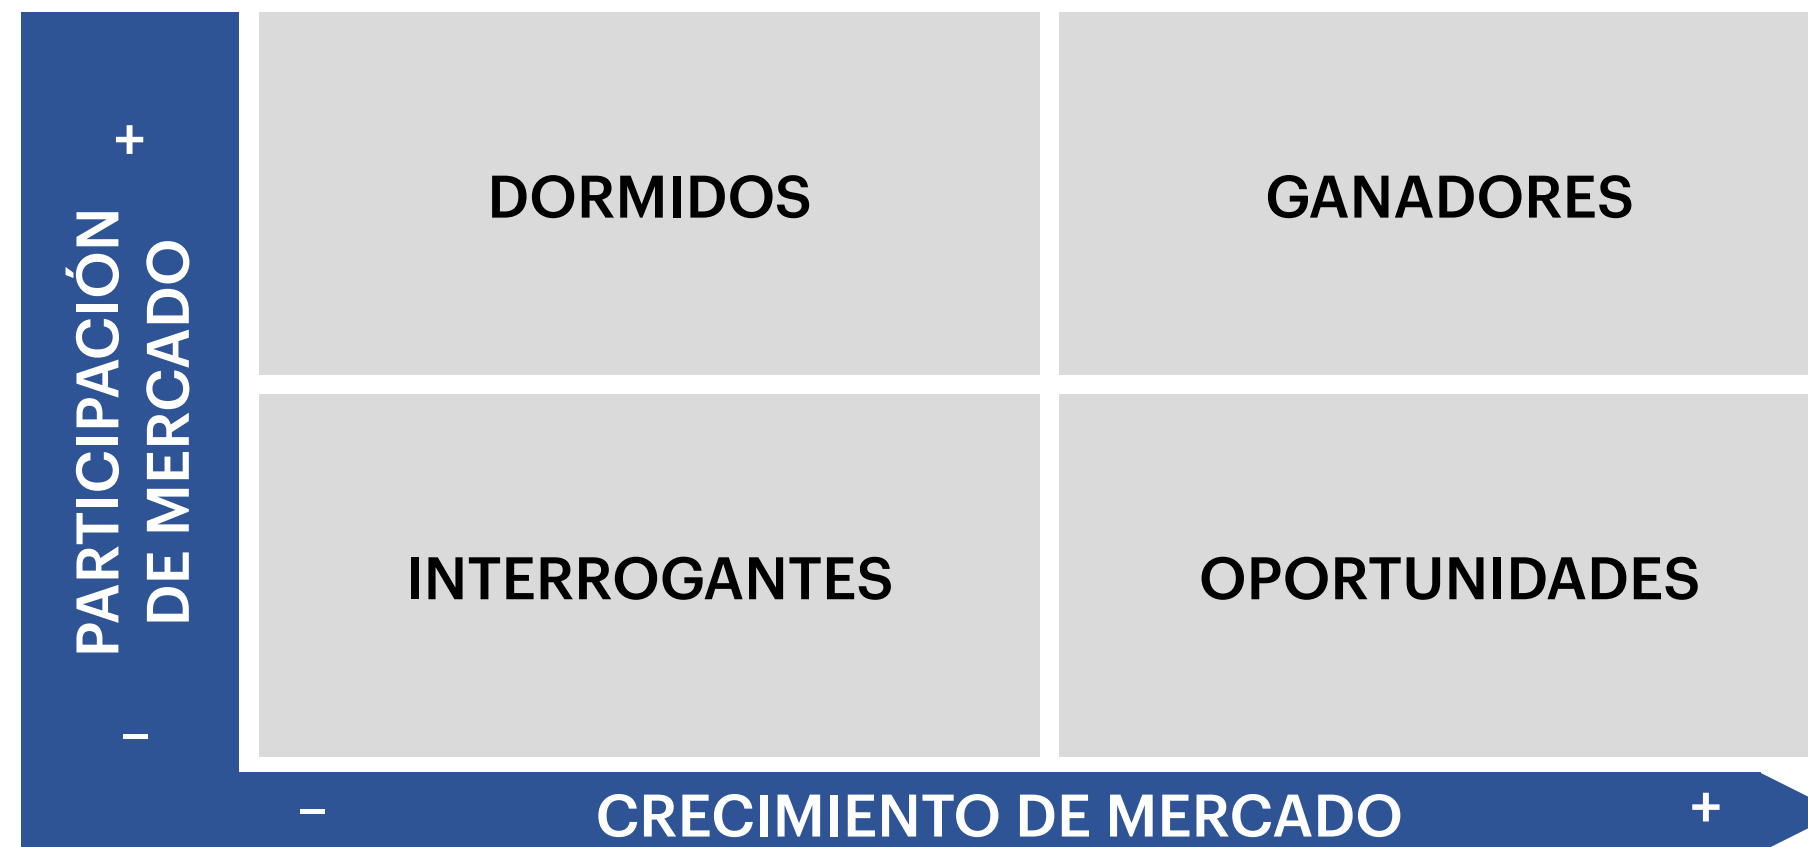 +
PARTICIPACIÓN
DE MERCADO
–
DORMIDOS
GANADORES
INTERROGANTES
OPORTUNIDADES
–
CRECIMIENTO DE MERCADO
+